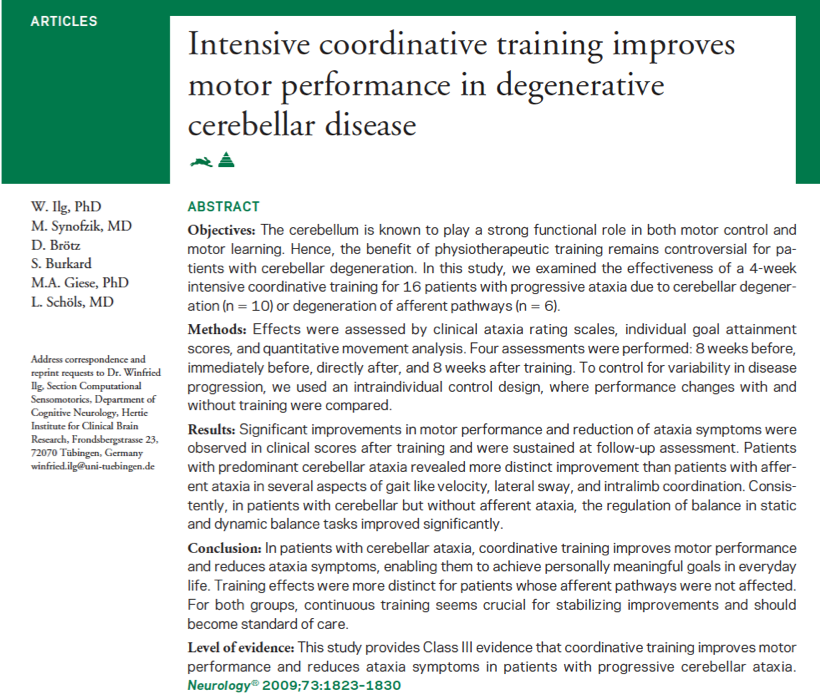 ARTICLES
Intensive coordinative training improves
motor performance in degenerative
cerebellar disease
W. Ilg, PhD
M. Synofzik, MD
D. Brötz
S. Burkard
M.A. Giese, PhD
L. Schöls, MD
Address correspondence and
reprint requests to Dr. Winfried
Ilg, Section Computational
Sensomotorics, Department of
Cognitive Neurology, Hertie
Institute for Clinical Brain
Research, Frondsbergstrasse 23,
72070 Tübingen, Germany
winfried.ilg@uni-tuebingen.de
ABSTRACT
Objectives: The cerebellum is known to play a strong functional role in both motor control and
motor learning. Hence, the benefit of physiotherapeutic training remains controversial for pa-
tients with cerebellar degeneration. In this study, we examined the effectiveness of a 4-week
intensive coordinative training for 16 patients with progressive ataxia due to cerebellar degener-
ation (n = 10) or degeneration of afferent pathways (n = 6).
Methods: Effects were assessed by clinical ataxia rating scales, individual goal attainment
scores, and quantitative movement analysis. Four assessments were performed: 8 weeks before,
immediately before, directly after, and 8 weeks after training. To control for variability in disease
progression, we used an intraindividual control design, where performance changes with and
without training were compared.
Results: Significant improvements in motor performance and reduction of ataxia symptoms were
observed in clinical scores after training and were sustained at follow-up assessment. Patients
with predominant cerebellar ataxia revealed more distinct improvement than patients with affer-
ent ataxia in several aspects of gait like velocity, lateral sway, and intralimb coordination. Consis-
tently, in patients with cerebellar but without afferent ataxia, the regulation of balance in static
and dynamic balance tasks improved significantly.
Conclusion: In patients with cerebellar ataxia, coordinative training improves motor performance
and reduces ataxia symptoms, enabling them to achieve personally meaningful goals in everyday
life. Training effects were more distinct for patients whose afferent pathways were not affected.
For both groups, continuous training seems crucial for stabilizing improvements and should
become standard of care.
Level of evidence: This study provides Class III evidence that coordinative training improves motor
performance and reduces ataxia symptoms in patients with progressive cerebellar ataxia.
Neurology® 2009;73:1823–1830